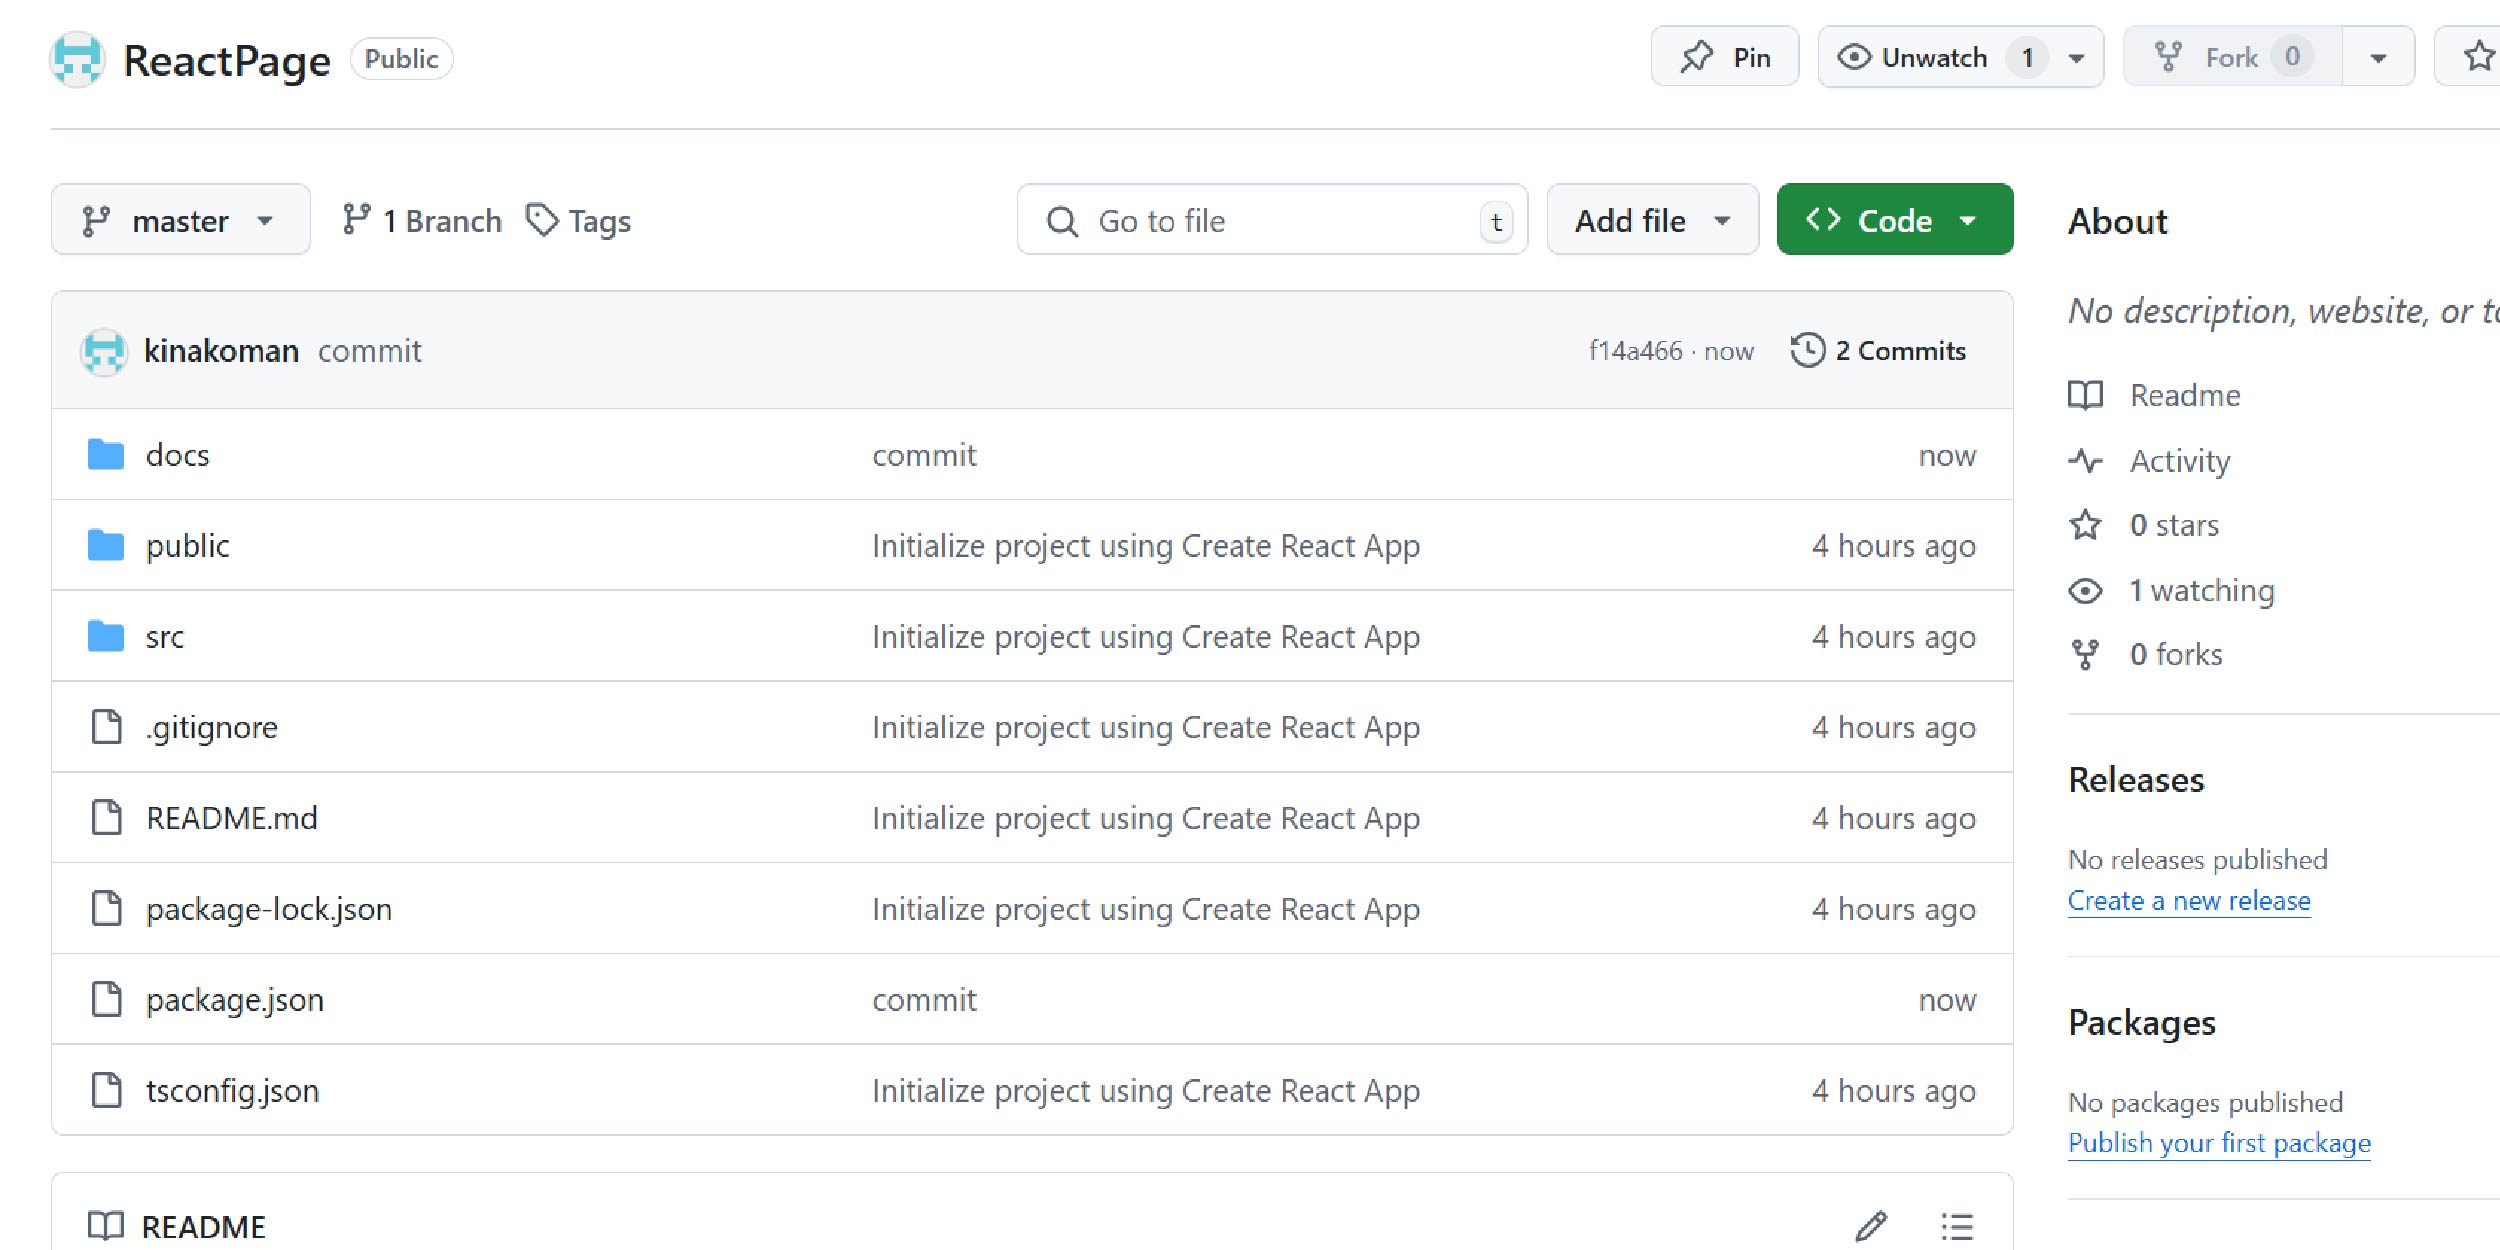 ReactPage Public Pin Unwatch 1 Fork 0
master 1 Branch Tags Go to file t Add file Code
kinakoman commit f14a466 · now 2 Commits
docs commit now
public Initialize project using Create React App 4 hours ago
src Initialize project using Create React App 4 hours ago
.gitignore Initialize project using Create React App 4 hours ago
README.md Initialize project using Create React App 4 hours ago
package-lock.json Initialize project using Create React App 4 hours ago
package.json commit now
tsconfig.json Initialize project using Create React App 4 hours ago
README
About
No description, website, or
Readme
Activity
0 stars
1 watching
0 forks
Releases
No releases published
Create a new release
Packages
No packages published
Publish your first package